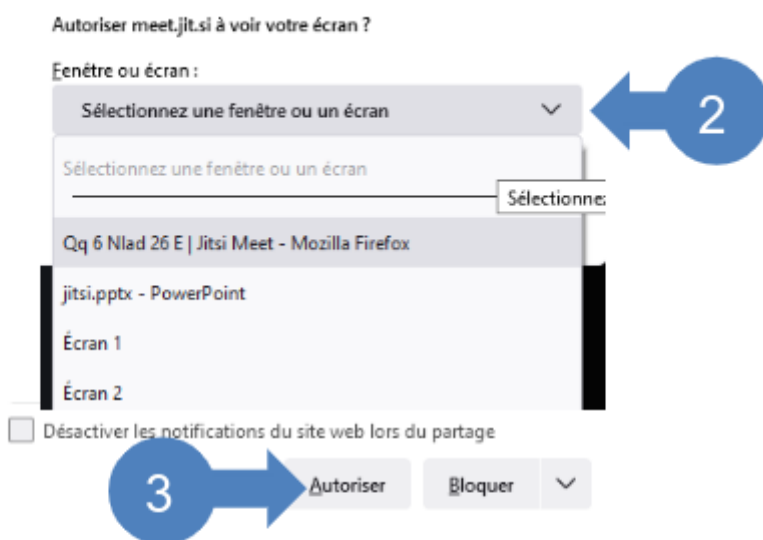 Autoriser meet.jit.si à voir votre écran ?
Fenêtre ou écran :
Sélectionnez une fenêtre ou un écran
2
Sélectionnez une fenêtre ou un écran
Sélectionnez
Qq 6 Nlad 26 E | Jitsi Meet - Mozilla Firefox
jitsi.pptx - PowerPoint
Écran 1
Écran 2
Désactiver les notifications du site web lors du partage
3
Autoriser
Bloquer